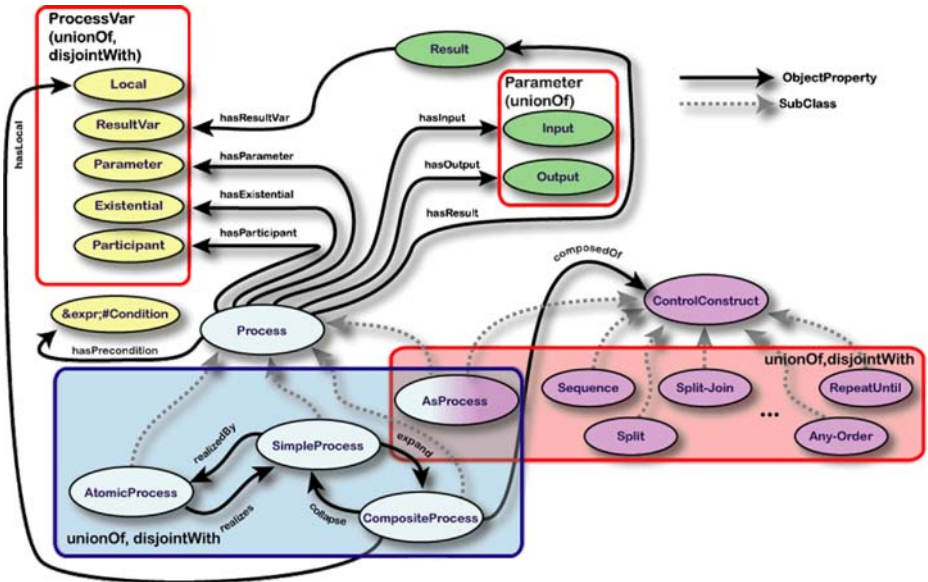 ProcessVar
(unionOf,
disjointWith)
Local
ResultVar
Parameter
Existential
Participant
Result
Parameter
(unionOf)
Input
Output
ObjectProperty
SubClass
hasLocal
hasResultVar
hasParameter
hasExistential
hasParticipant
hasInput
hasOutput
hasResult
composedOf
&expr;#Condition
Process
hasPrecondition
ControlConstruct
unionOf,disjointWith
AsProcess
Sequence
Split-Join
RepeatUntil
...
Split
Any-Order
SimpleProcess
realizedBy
expand
AtomicProcess
realizes
collapse
CompositeProcess
unionOf, disjointWith